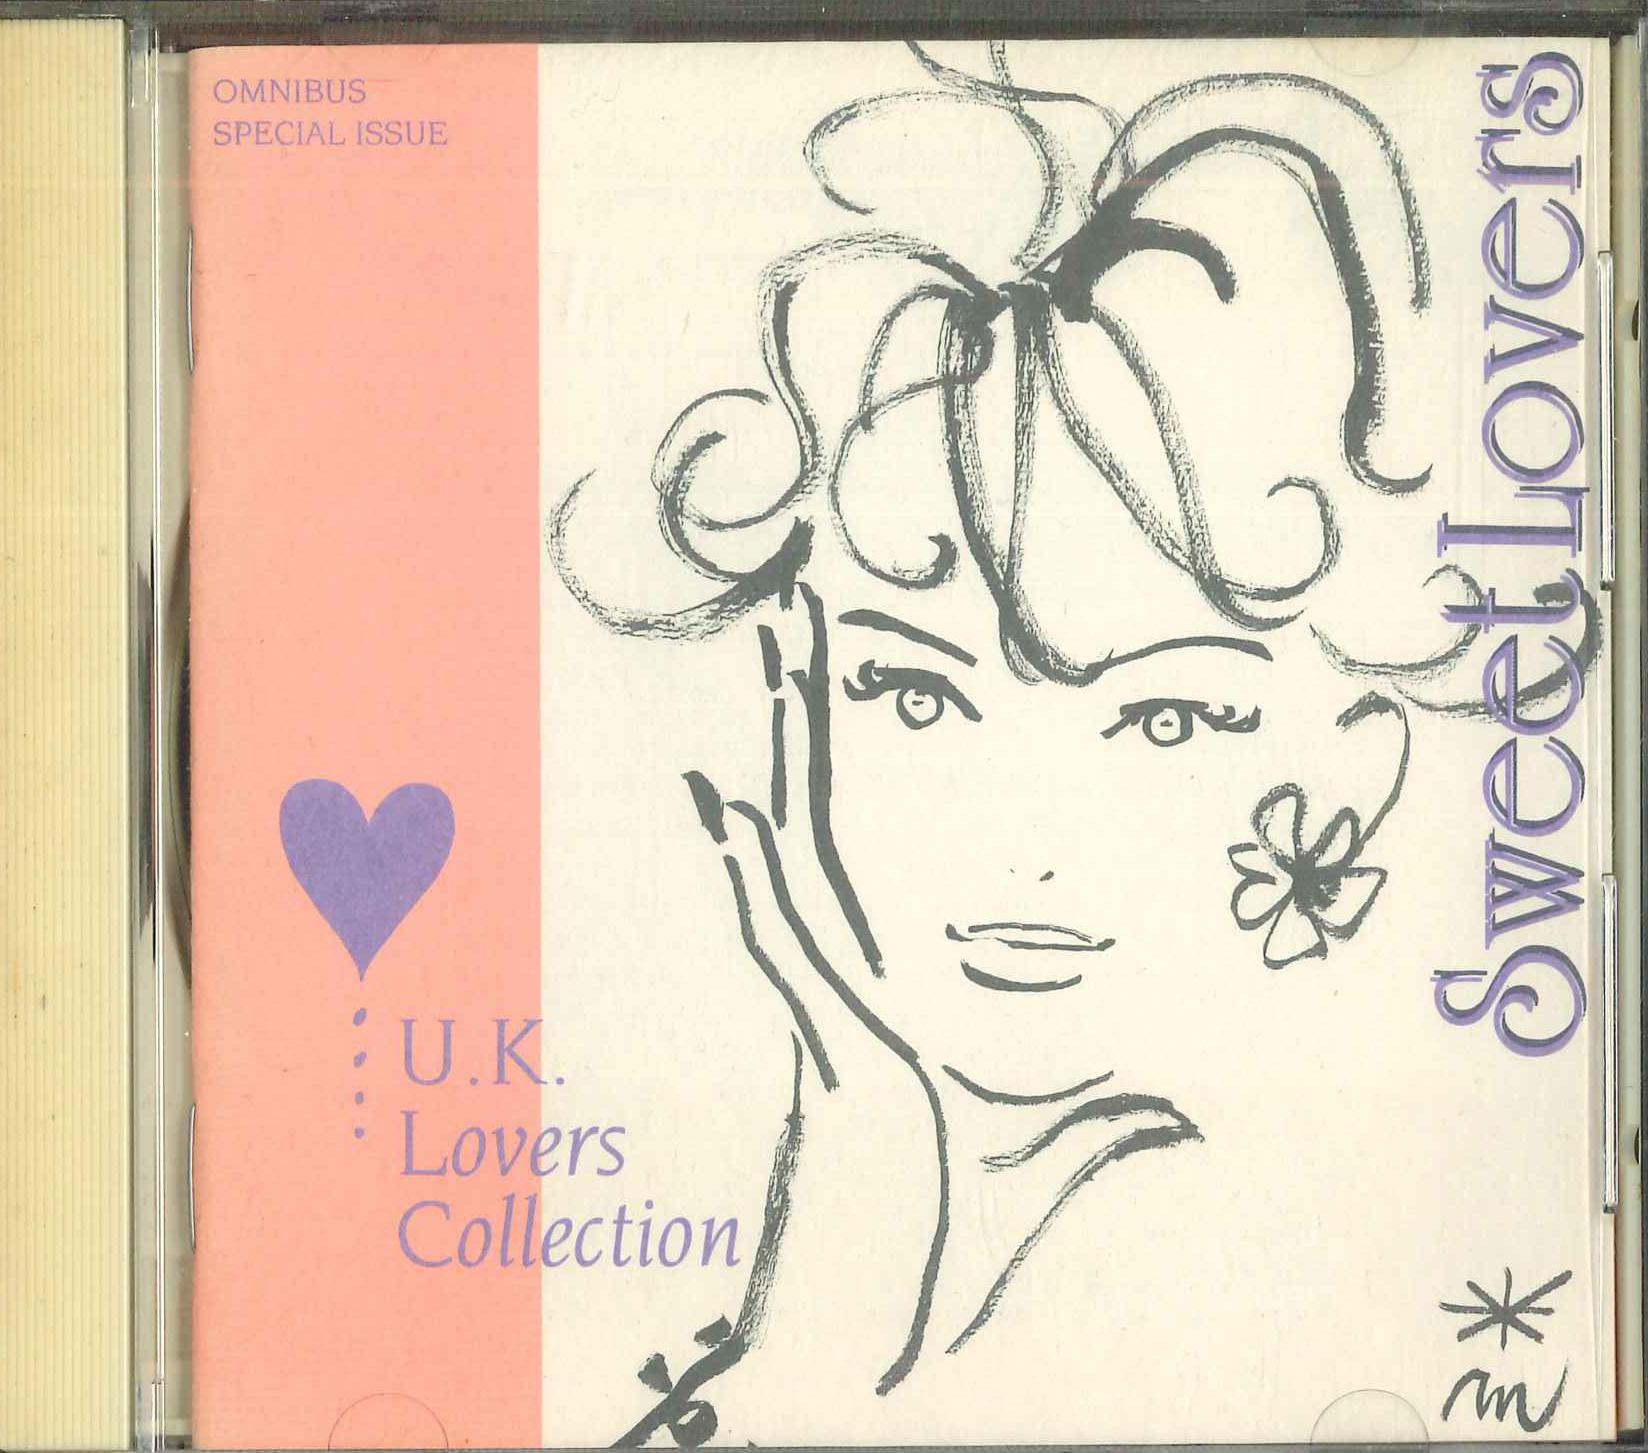 OMNIBUS
SPECIAL ISSUE
U.K.
Lovers
Collection
Sweet Lovers
m